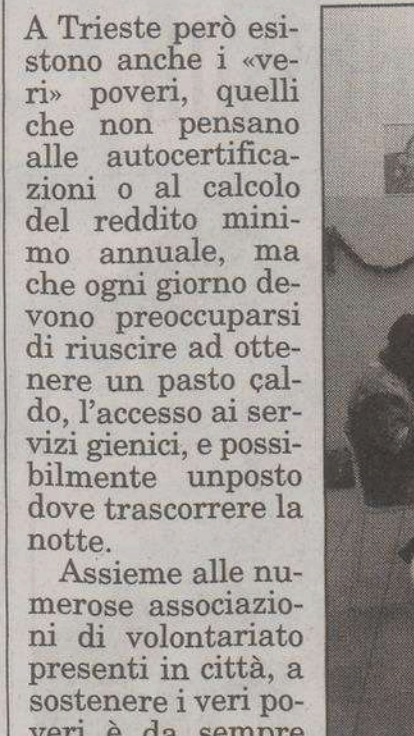 A Trieste però esi-
stono anche i «ve-
ri» poveri, quelli
che non pensano
alle autocertifica-
zioni o al calcolo
del reddito mini-
mo annuale, ma
che ogni giorno de-
vono preoccuparsi
di riuscire ad otte-
nere un pasto çal-
do, l'accesso ai ser-
vizi gienici, e possi-
bilmente unposto
dove trascorrere la
notte.
Assieme alle nu-
merose associazio-
ni di volontariato
presenti in città, a
sostenere i veri po-
veri è da sempre